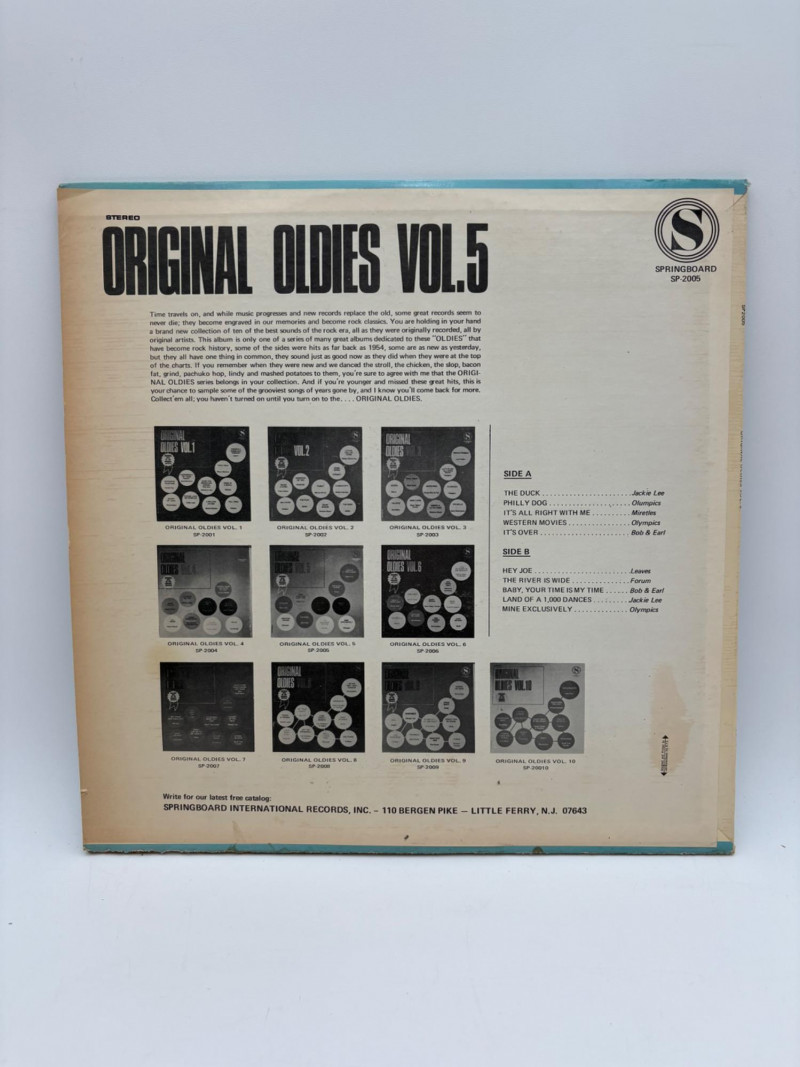 STEREO
ORIGINAL OLDIES VOL.5
S
SPRINGBOARD
SP-2005
Time travels on, and while music progresses and new records replace the old, some great records seem to
never die; they become engraved in our memories and become rock classics. You are holding in your hand
a brand new collection of ten of the best sounds of the rock era, all as they were originally recorded, all by
original artists. This album is only one of a series of many great albums dedicated to these "OLDIES" that
have become rock history, some of the sides were hits as far back as 1954, some are as new as yesterday,
but they all have one thing in common, they sound just as good now as they did when they were at the top
of the charts. If you remember when they were new and we danced the stroll, the chicken, the slop, bacon
fat, grind, pachuko hop, lindy and mashed potatoes to them, you're sure to agree with me that the ORIGI-
NAL OLDIES series belongs in your collection. And if you're younger and missed these great hits, this is
your chance to sample some of the grooviest songs of years gone by, and I know you'll come back for more.
Collect'em all; you haven't turned on until you turn on to the. . . . ORIGINAL OLDIES.
ORIGINAL
OLDIES VOL.1
VOL.2
ORIGINAL
ORIGINAL OLDIES VOL. 1
SP-2001
ORIGINAL OLDIES VOL. 2
SP-2002
ORIGINAL OLDIES VOL. 3
SP-2003
ORIGINAL
OLDIES VOL.6
ORIGINAL OLDIES VOL. 4
SP-2004
ORIGINAL OLDIES VOL. 5
SP-2005
ORIGINAL OLDIES VOL. 6
SP-2006
ORIGINAL
ORIGINAL
OLDIES VOL.10
ORIGINAL OLDIES VOL. 7
SP-2007
ORIGINAL OLDIES VOL. 8
SP-2008
ORIGINAL OLDIES VOL. 9
SP-2009
ORIGINAL OLDIES VOL. 10
SP-20010
SIDE A
THE DUCK . . . . . . . . . . . . . . . . . . . . . . Jackie Lee
PHILLY DOG . . . . . . . . . . . . . . . . . . . . Olumpics
IT'S ALL RIGHT WITH ME . . . . . . . . . Miretles
WESTERN MOVIES . . . . . . . . . . . . . . . Olympics
IT'S OVER . . . . . . . . . . . . . . . . . . . . . . Bob & Earl
SIDE B
HEY JOE . . . . . . . . . . . . . . . . . . . . . . . Leaves
THE RIVER IS WIDE . . . . . . . . . . . . . . Forum
BABY, YOUR TIME IS MY TIME . . . . . . Bob & Earl
LAND OF A 1,000 DANCES . . . . . . . . . Jackie Lee
MINE EXCLUSIVELY . . . . . . . . . . . . . Olympics
Write for our latest free catalog:
SPRINGBOARD INTERNATIONAL RECORDS, INC. - 110 BERGEN PIKE — LITTLE FERRY, N.J. 07643